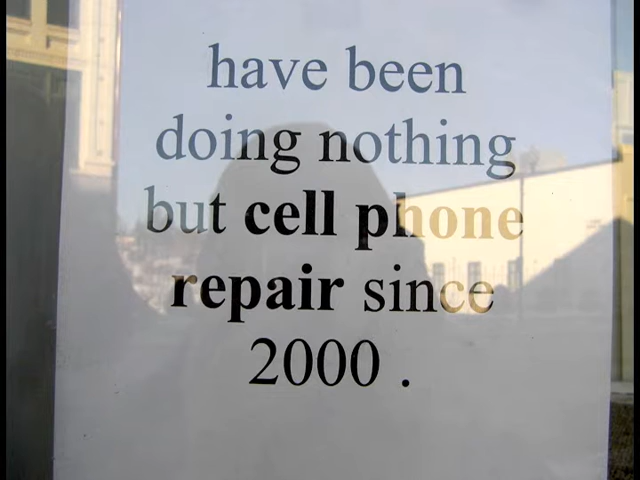 have been
doing nothing
but cell phone
repair since
2000 .